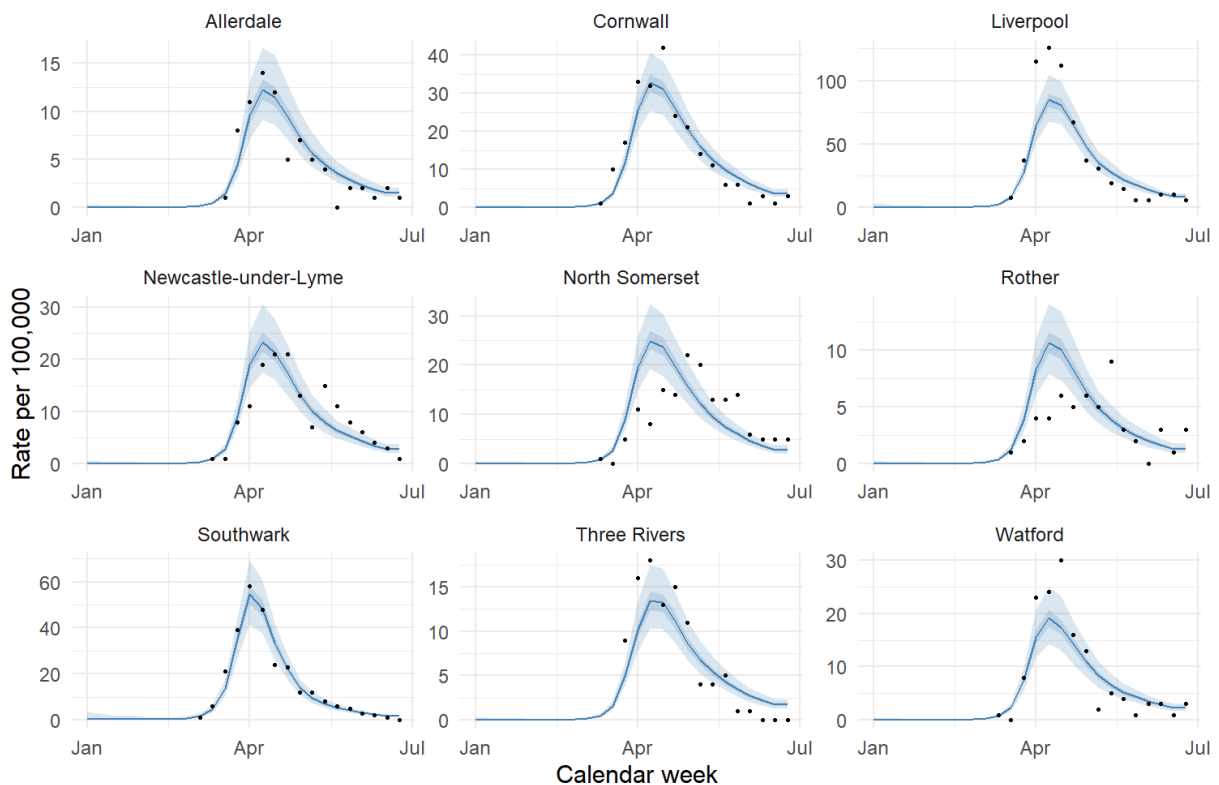 Allerdale Cornwall Liverpool
15 40 100
10 30 50
5 20 0
0 10
0
Jan Apr Jul Jan Apr Jul Jan Apr Jul
Newcastle-under-Lyme North Somerset Rother
30 30 10
20 20 5
10 10 0
0 0
Jan Apr Jul Jan Apr Jul Jan Apr Jul
Rate per 100,000
Southwark Three Rivers Watford
60 15 30
40 10 20
20 5 10
0 0 0
Jan Apr Jul Jan Apr Jul Jan Apr Jul
Calendar week